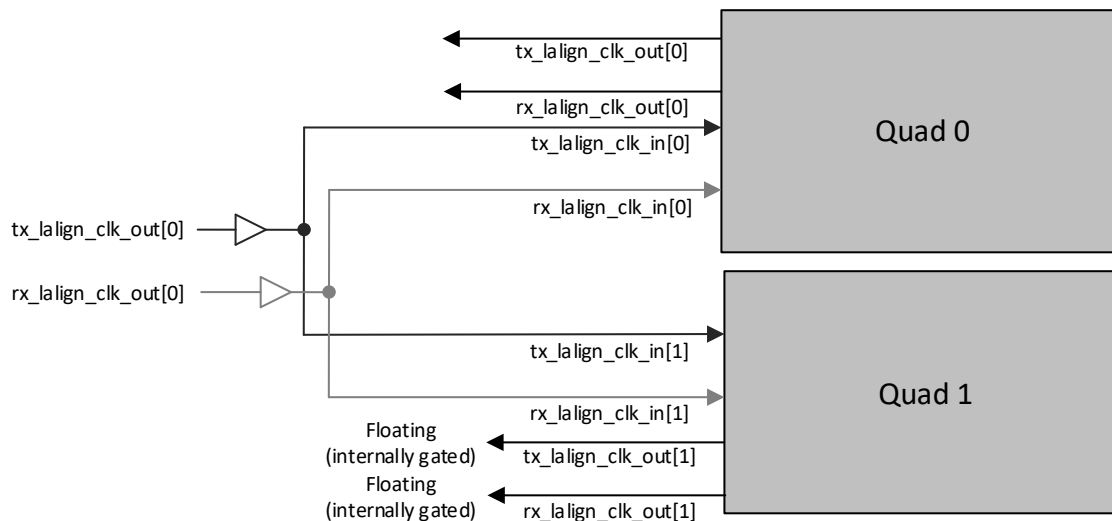 tx_lalign_clk_out[0]
rx_lalign_clk_out[0]
tx_lalign_clk_in[0]
Quad 0
rx_lalign_clk_in[0]
tx_lalign_clk_out[0]
rx_lalign_clk_out[0]
tx_lalign_clk_in[1]
Quad 1
rx_lalign_clk_in[1]
Floating
(internally gated)
tx_lalign_clk_out[1]
Floating
(internally gated)
rx_lalign_clk_out[1]